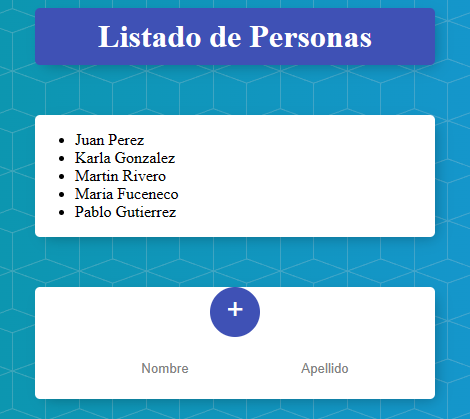 Listado de Personas
Juan Perez
Karla Gonzalez
Martin Rivero
Maria Fuceneco
Pablo Gutierrez
+
Nombre Apellido